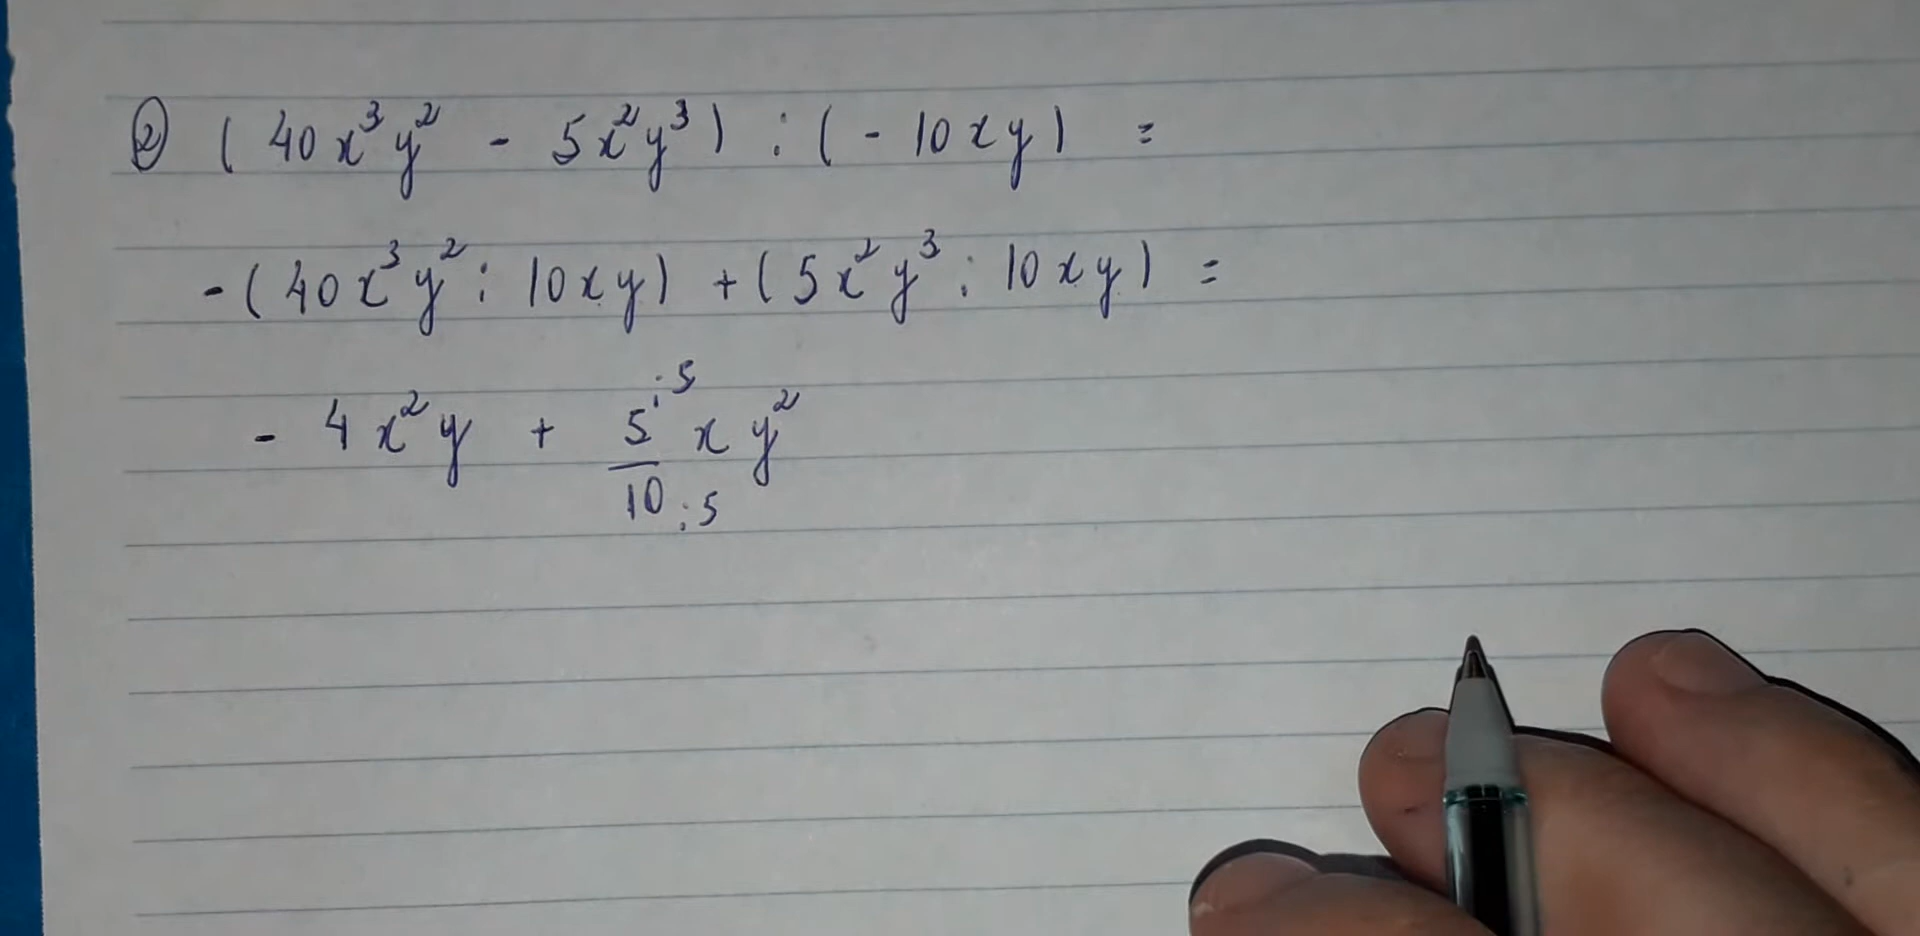 ② (40x³y² - 5x²y³) : (-10xy) =
-(40x³y² : 10xy) + (5x²y³ : 10xy) =
- 4x²y + 5:5/10:5 xy²